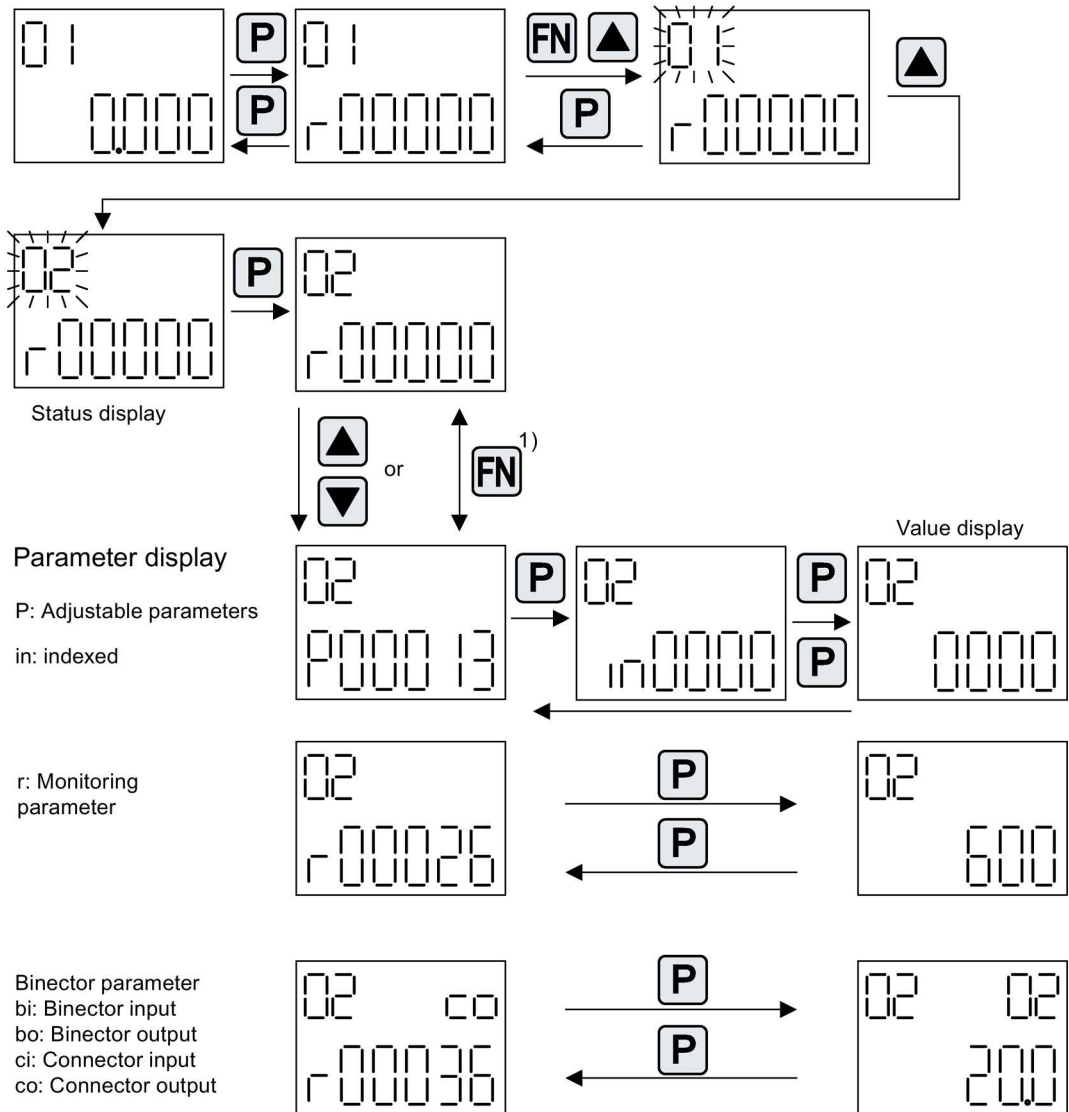 01 P 01 FN ▲ 01 ▲
0.000 P r00000 P r00000
02 P 02
r00000 r00000
Status display
▲ or FN 1)
▼
Value display
Parameter display
02 P 02 P 02
P: Adjustable parameters
in: indexed
P00013 in0000 P 0000
r: Monitoring
parameter
02 P 02
r00026 P 600
Binector parameter
bi: Binector input
bo: Binector output
ci: Connector input
co: Connector output
02 co P 02 02
r00036 P 20.0